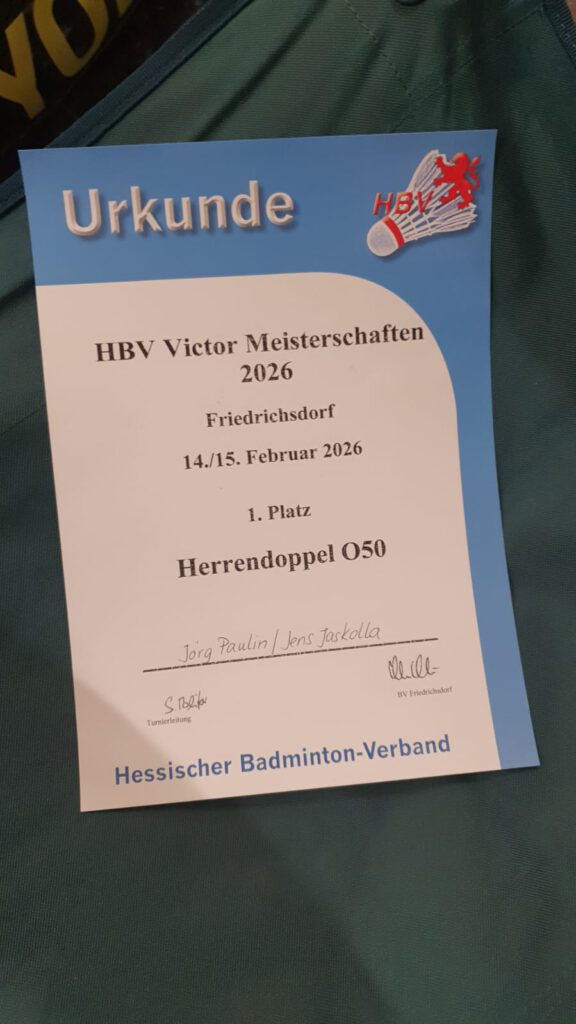 YO
Urkunde
HBV
HBV Victor Meisterschaften
2026
Friedrichsdorf
14./15. Februar 2026
1. Platz
Herrendoppel O50
Jörg Paulin / Jens Jaskolla
Turnierleitung
BV Friedrichsdorf
Hessischer Badminton-Verband